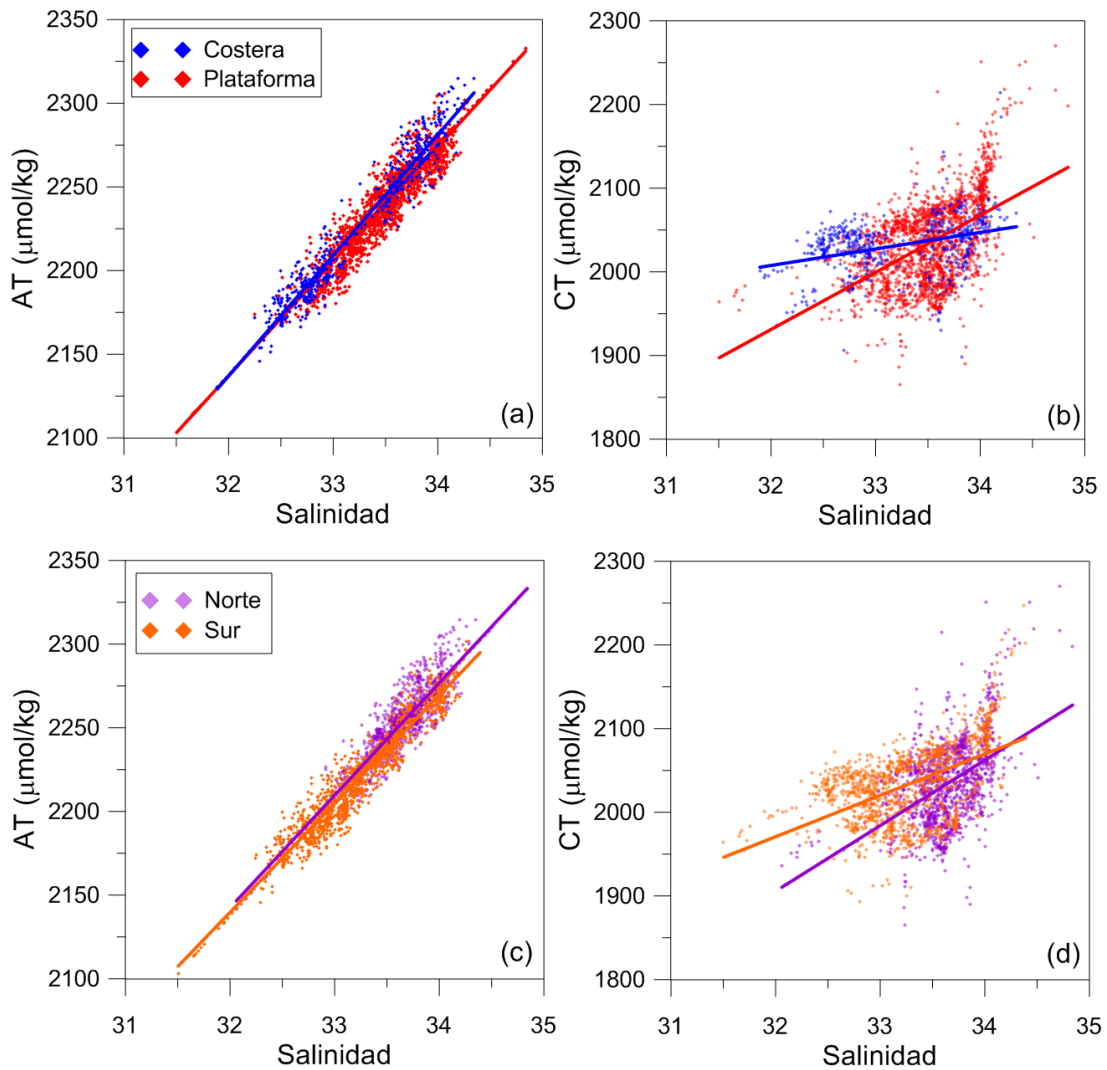 2350
2300
2250
2200
2150
2100
AT (μmol/kg)
Costera
Plataforma
(a)
31 32 33 34 35
Salinidad
2300
2200
2100
2000
1900
1800
CT (μmol/kg)
(b)
31 32 33 34 35
Salinidad
2350
2300
2250
2200
2150
2100
AT (μmol/kg)
Norte
Sur
(c)
31 32 33 34 35
Salinidad
2300
2200
2100
2000
1900
1800
CT (μmol/kg)
(d)
31 32 33 34 35
Salinidad